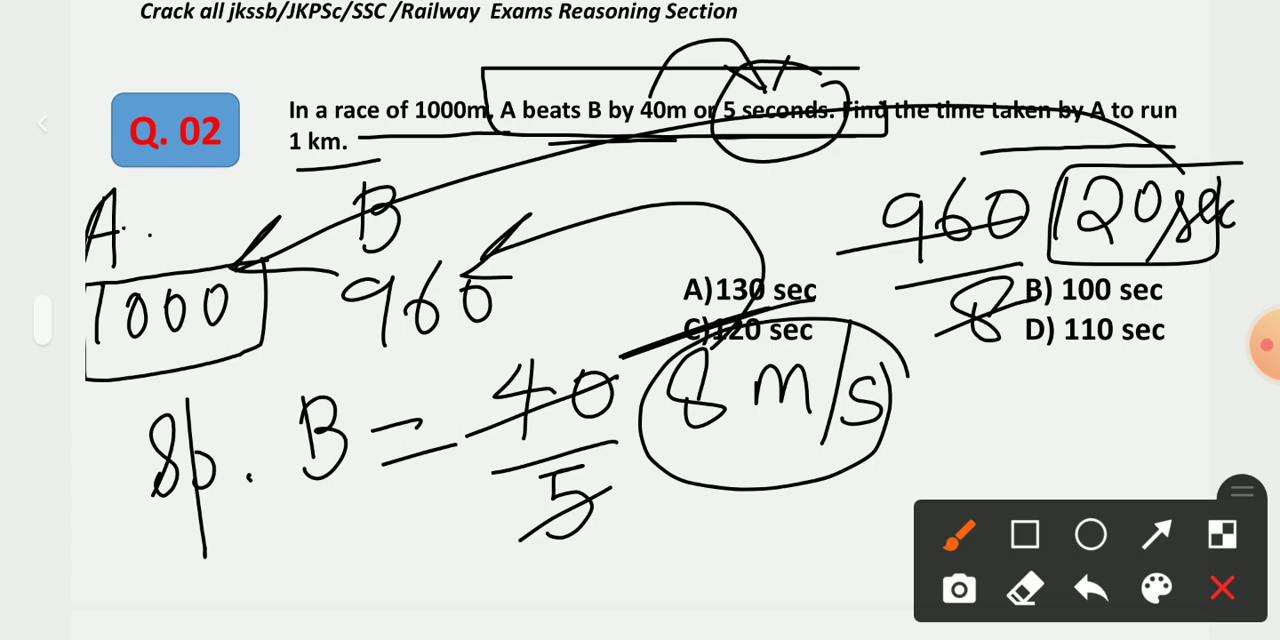 Crack all jkssb/JKPSc/SSC /Railway Exams Reasoning Section
Q. 02
In a race of 1000m, A beats B by 40m or 5 seconds. Find the time taken by A to run
1 km.
A. B
1000 960
960 120 sec
8
A)130 sec B) 100 sec
C)120 sec D) 110 sec
Sp. B = 40 8 m/s
5